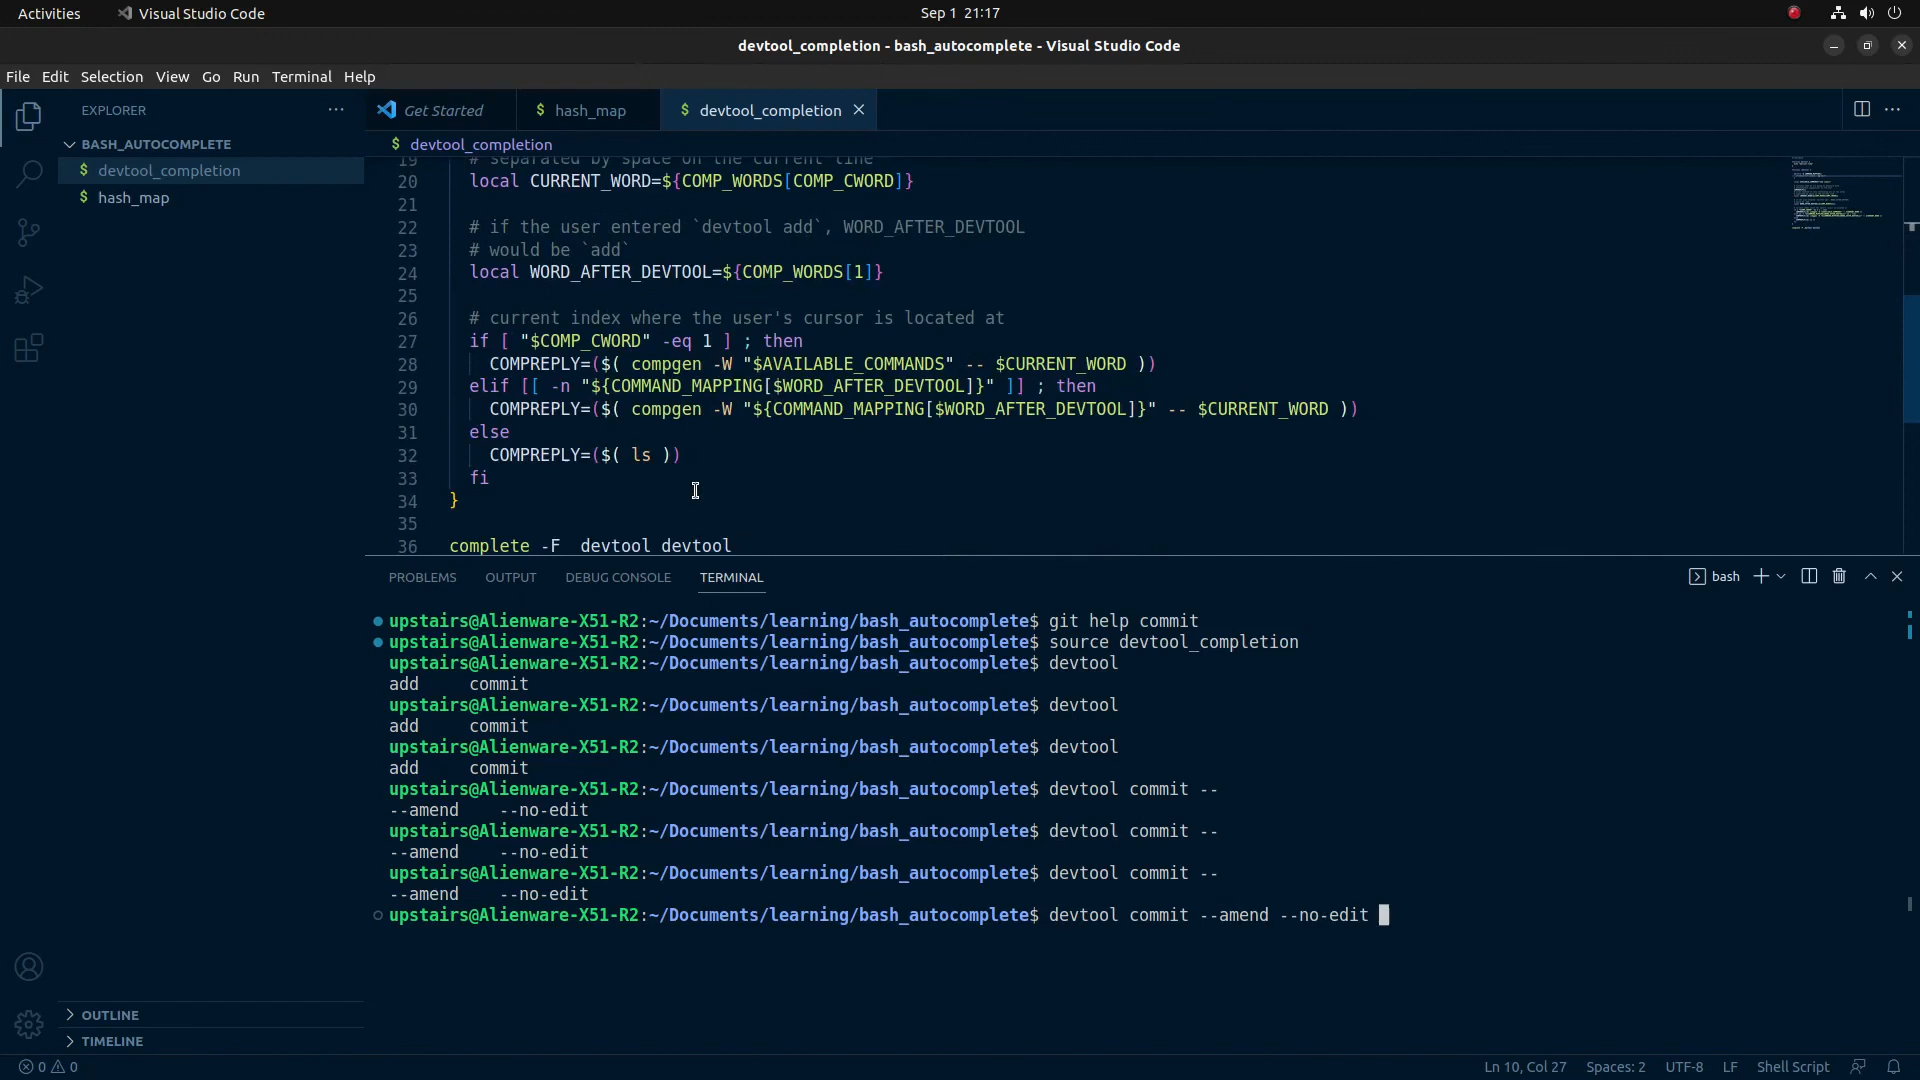 Activities
Visual Studio Code
Sep 1 21:17
devtool_completion - bash_autocomplete - Visual Studio Code
File Edit Selection View Go Run Terminal Help
EXPLORER
BASH_AUTOCOMPLETE
devtool_completion
hash_map
OUTLINE
TIMELINE
Get Started
hash_map
devtool_completion
devtool_completion
19 # separated by space on the current line
20 local CURRENT_WORD=${COMP_WORDS[COMP_CWORD]}
21
22 # if the user entered `devtool add`, WORD_AFTER_DEVTOOL
23 # would be `add`
24 local WORD_AFTER_DEVTOOL=${COMP_WORDS[1]}
25
26 # current index where the user's cursor is located at
27 if [ "$COMP_CWORD" -eq 1 ] ; then
28 COMPREPLY=($( compgen -W "$AVAILABLE_COMMANDS" -- $CURRENT_WORD ))
29 elif [[ -n "${COMMAND_MAPPING[$WORD_AFTER_DEVTOOL]}" ]] ; then
30 COMPREPLY=($( compgen -W "${COMMAND_MAPPING[$WORD_AFTER_DEVTOOL]}" -- $CURRENT_WORD ))
31 else
32 COMPREPLY=($( ls ))
33 fi
34 }
35
36 complete -F  devtool devtool
PROBLEMS OUTPUT DEBUG CONSOLE TERMINAL
bash
upstairs@Alienware-X51-R2:~/Documents/learning/bash_autocomplete$ git help commit
upstairs@Alienware-X51-R2:~/Documents/learning/bash_autocomplete$ source devtool_completion
upstairs@Alienware-X51-R2:~/Documents/learning/bash_autocomplete$ devtool
add     commit
upstairs@Alienware-X51-R2:~/Documents/learning/bash_autocomplete$ devtool
add     commit
upstairs@Alienware-X51-R2:~/Documents/learning/bash_autocomplete$ devtool
add     commit
upstairs@Alienware-X51-R2:~/Documents/learning/bash_autocomplete$ devtool commit --
--amend    --no-edit
upstairs@Alienware-X51-R2:~/Documents/learning/bash_autocomplete$ devtool commit --
--amend    --no-edit
upstairs@Alienware-X51-R2:~/Documents/learning/bash_autocomplete$ devtool commit --
--amend    --no-edit
upstairs@Alienware-X51-R2:~/Documents/learning/bash_autocomplete$ devtool commit --amend --no-edit
0 0
Ln 10, Col 27 Spaces: 2 UTF-8 LF Shell Script